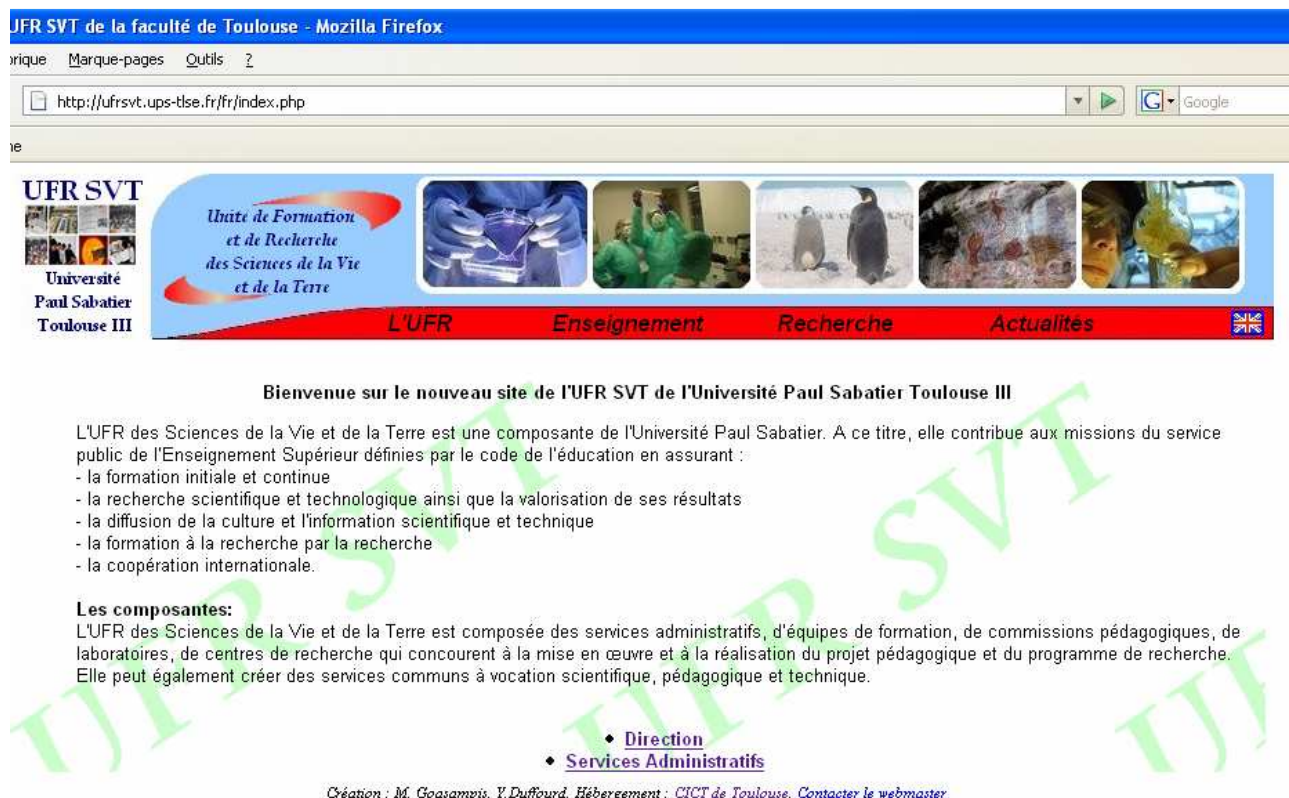 UFR SVT de la faculté de Toulouse - Mozilla Firefox
orique Marque-pages Outils ?
http://ufrsvt.ups-tlse.fr/fr/index.php
G Google
ne
UFR SVT
Université
Paul Sabatier
Toulouse III
Unite de Formation
et de Recherche
des Sciences de la Vie
et de la Terre
L'UFR Enseignement Recherche Actualités
Bienvenue sur le nouveau site de l'UFR SVT de l'Université Paul Sabatier Toulouse III
L'UFR des Sciences de la Vie et de la Terre est une composante de l'Université Paul Sabatier. A ce titre, elle contribue aux missions du service
public de l'Enseignement Supérieur définies par le code de l'éducation en assurant :
- la formation initiale et continue
- la recherche scientifique et technologique ainsi que la valorisation de ses résultats
- la diffusion de la culture et l'information scientifique et technique
- la formation à la recherche par la recherche
- la coopération internationale.
Les composantes:
L'UFR des Sciences de la Vie et de la Terre est composée des services administratifs, d'équipes de formation, de commissions pédagogiques, de
laboratoires, de centres de recherche qui concourent à la mise en œuvre et à la réalisation du projet pédagogique et du programme de recherche.
Elle peut également créer des services communs à vocation scientifique, pédagogique et technique.
UFR SVT
UFR SVT
UF
• Direction
• Services Administratifs
Création : M. Goasampis, Y.Duffourd, Hébergement : CICT de Toulouse, Contacter le webmaster